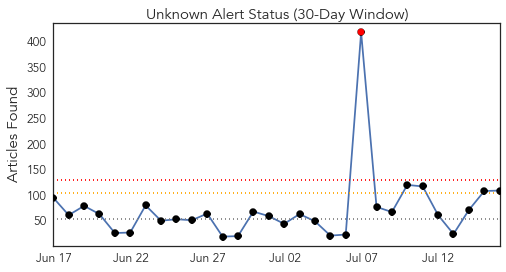 Unknown Alert Status (30-Day Window)
Articles Found
400
350
300
250
200
150
100
50
Jun 17
Jun 22
Jun 27
Jul 02
Jul 07
Jul 12